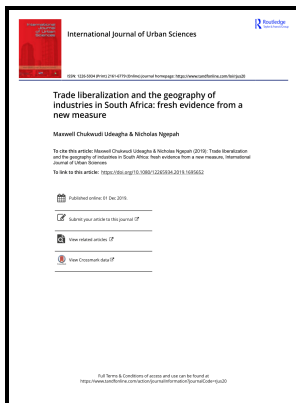 Routledge
International Journal of Urban Sciences
ISSN: 1226-5934 (Print) 2161-6779 (Online) Journal homepage: https://www.tandfonline.com/loi/rjus20
Trade liberalization and the geography of
industries in South Africa: fresh evidence from a
new measure
Maxwell Chukwudi Udeagha & Nicholas Ngepah
To cite this article: Maxwell Chukwudi Udeagha & Nicholas Ngepah (2019): Trade liberalization
and the geography of industries in South Africa: fresh evidence from a new measure, International
Journal of Urban Sciences
To link to this article: https://doi.org/10.1080/12265934.2019.1695652
Published online: 01 Dec 2019.
Submit your article to this journal
View related articles
View Crossmark data
Full Terms & Conditions of access and use can be found at
https://www.tandfonline.com/action/journalInformation?journalCode=rjus20